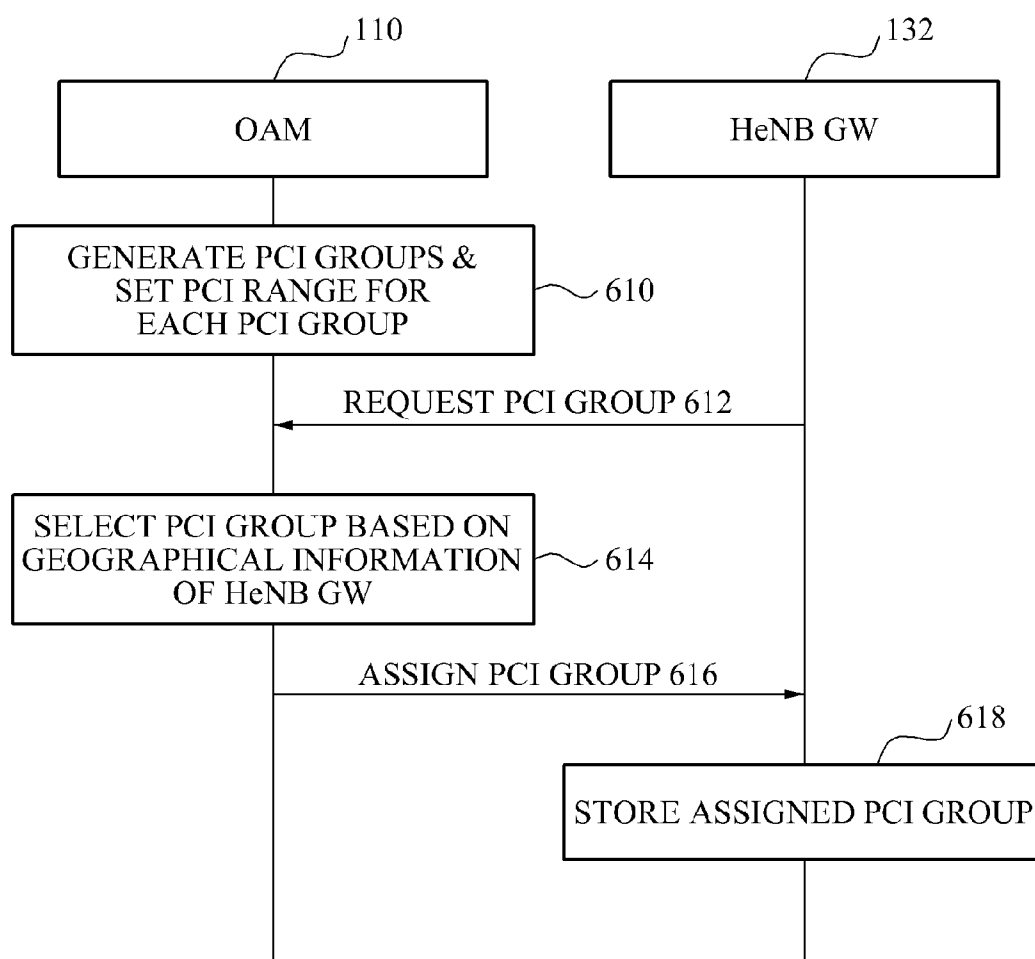 110
132
OAM
HeNB GW
GENERATE PCI GROUPS &
SET PCI RANGE FOR
EACH PCI GROUP
610
REQUEST PCI GROUP 612
SELECT PCI GROUP BASED ON
GEOGRAPHICAL INFORMATION
OF HeNB GW
614
ASSIGN PCI GROUP 616
618
STORE ASSIGNED PCI GROUP